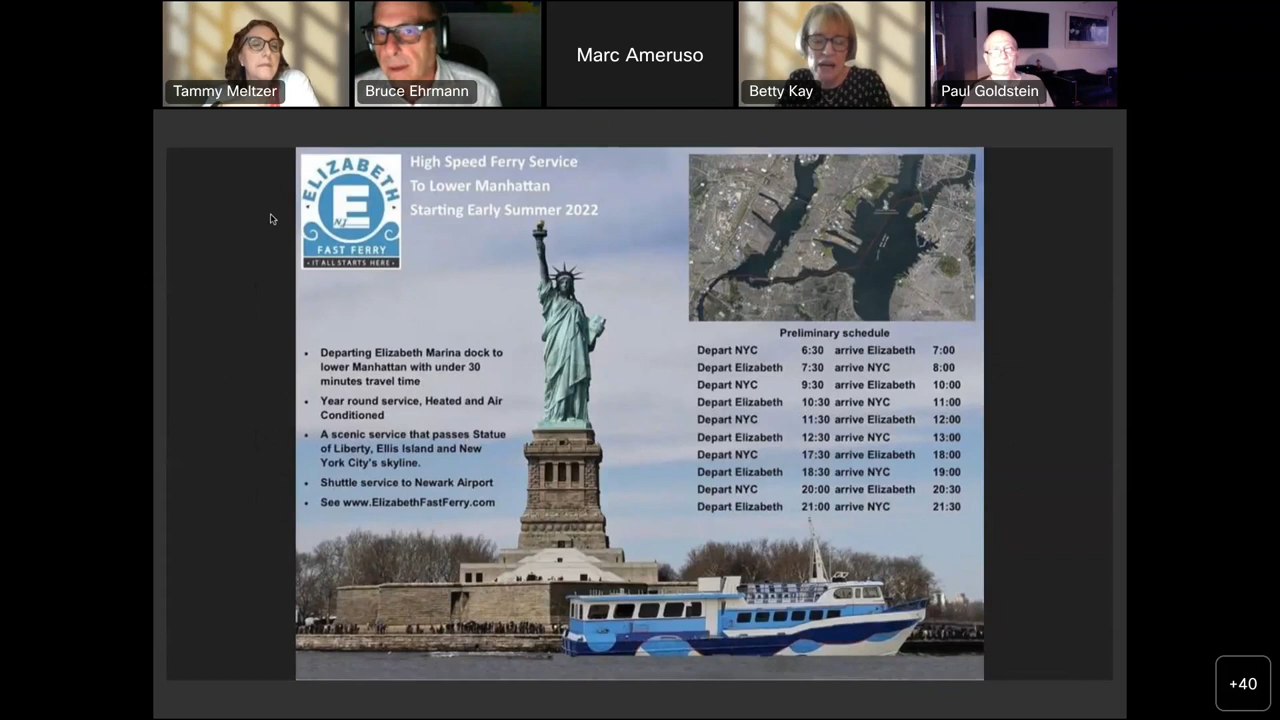 Marc Ameruso
Tammy Meltzer
Bruce Ehrmann
Betty Kay
Paul Goldstein
ELIZABETH
E
NJ
FAST FERRY
• IT ALL STARTS HERE •
High Speed Ferry Service
To Lower Manhattan
Starting Early Summer 2022
• Departing Elizabeth Marina dock to
lower Manhattan with under 30
minutes travel time
• Year round service, Heated and Air
Conditioned
• A scenic service that passes Statue
of Liberty, Ellis Island and New
York City's skyline.
• Shuttle service to Newark Airport
• See www.ElizabethFastFerry.com
Preliminary schedule
Depart NYC 6:30 arrive Elizabeth 7:00
Depart Elizabeth 7:30 arrive NYC 8:00
Depart NYC 9:30 arrive Elizabeth 10:00
Depart Elizabeth 10:30 arrive NYC 11:00
Depart NYC 11:30 arrive Elizabeth 12:00
Depart Elizabeth 12:30 arrive NYC 13:00
Depart NYC 17:30 arrive Elizabeth 18:00
Depart Elizabeth 18:30 arrive NYC 19:00
Depart NYC 20:00 arrive Elizabeth 20:30
Depart Elizabeth 21:00 arrive NYC 21:30
+40